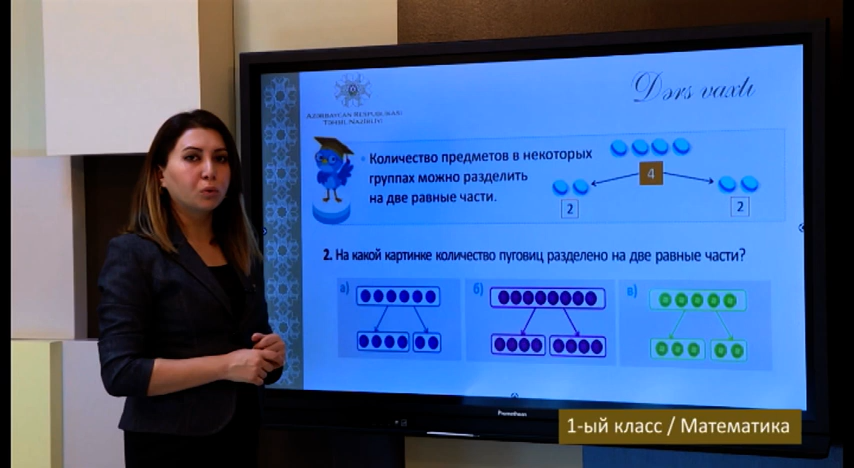 Dərs vaxtı
AZƏRBAYCAN RESPUBLİKASI
TƏHSİL NAZİRLİYİ
Количество предметов в некоторых
группах можно разделить
на две равные части.
4
2
2
2. На какой картинке количество пуговиц разделено на две равные части?
а)
б)
в)
Promethean
1-ый класс / Математика